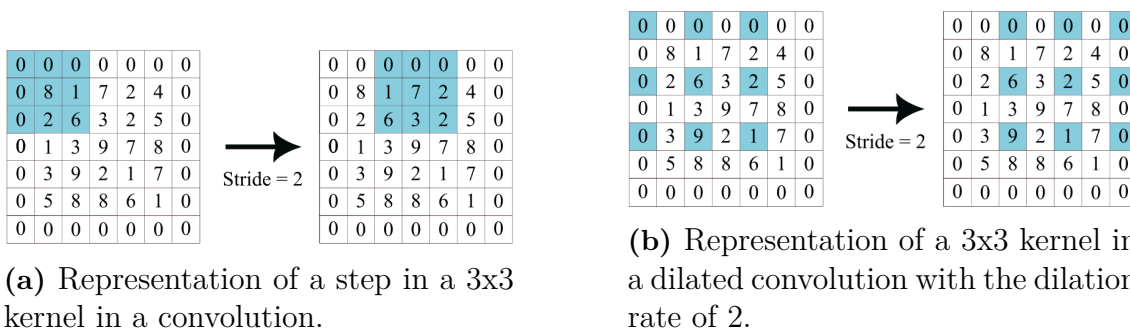 0 0 0 0 0 0 0
0 8 1 7 2 4 0
0 2 6 3 2 5 0
0 1 3 9 7 8 0
0 3 9 2 1 7 0
0 5 8 8 6 1 0
0 0 0 0 0 0 0
Stride = 2
0 0 0 0 0 0 0
0 8 1 7 2 4 0
0 2 6 3 2 5 0
0 1 3 9 7 8 0
0 3 9 2 1 7 0
0 5 8 8 6 1 0
0 0 0 0 0 0 0
(a) Representation of a step in a 3x3
kernel in a convolution.
0 0 0 0 0 0 0
0 8 1 7 2 4 0
0 2 6 3 2 5 0
0 1 3 9 7 8 0
0 3 9 2 1 7 0
0 5 8 8 6 1 0
0 0 0 0 0 0 0
Stride = 2
0 0 0 0 0 0 0
0 8 1 7 2 4 0
0 2 6 3 2 5 0
0 1 3 9 7 8 0
0 3 9 2 1 7 0
0 5 8 8 6 1 0
0 0 0 0 0 0 0
(b) Representation of a 3x3 kernel in
a dilated convolution with the dilation
rate of 2.